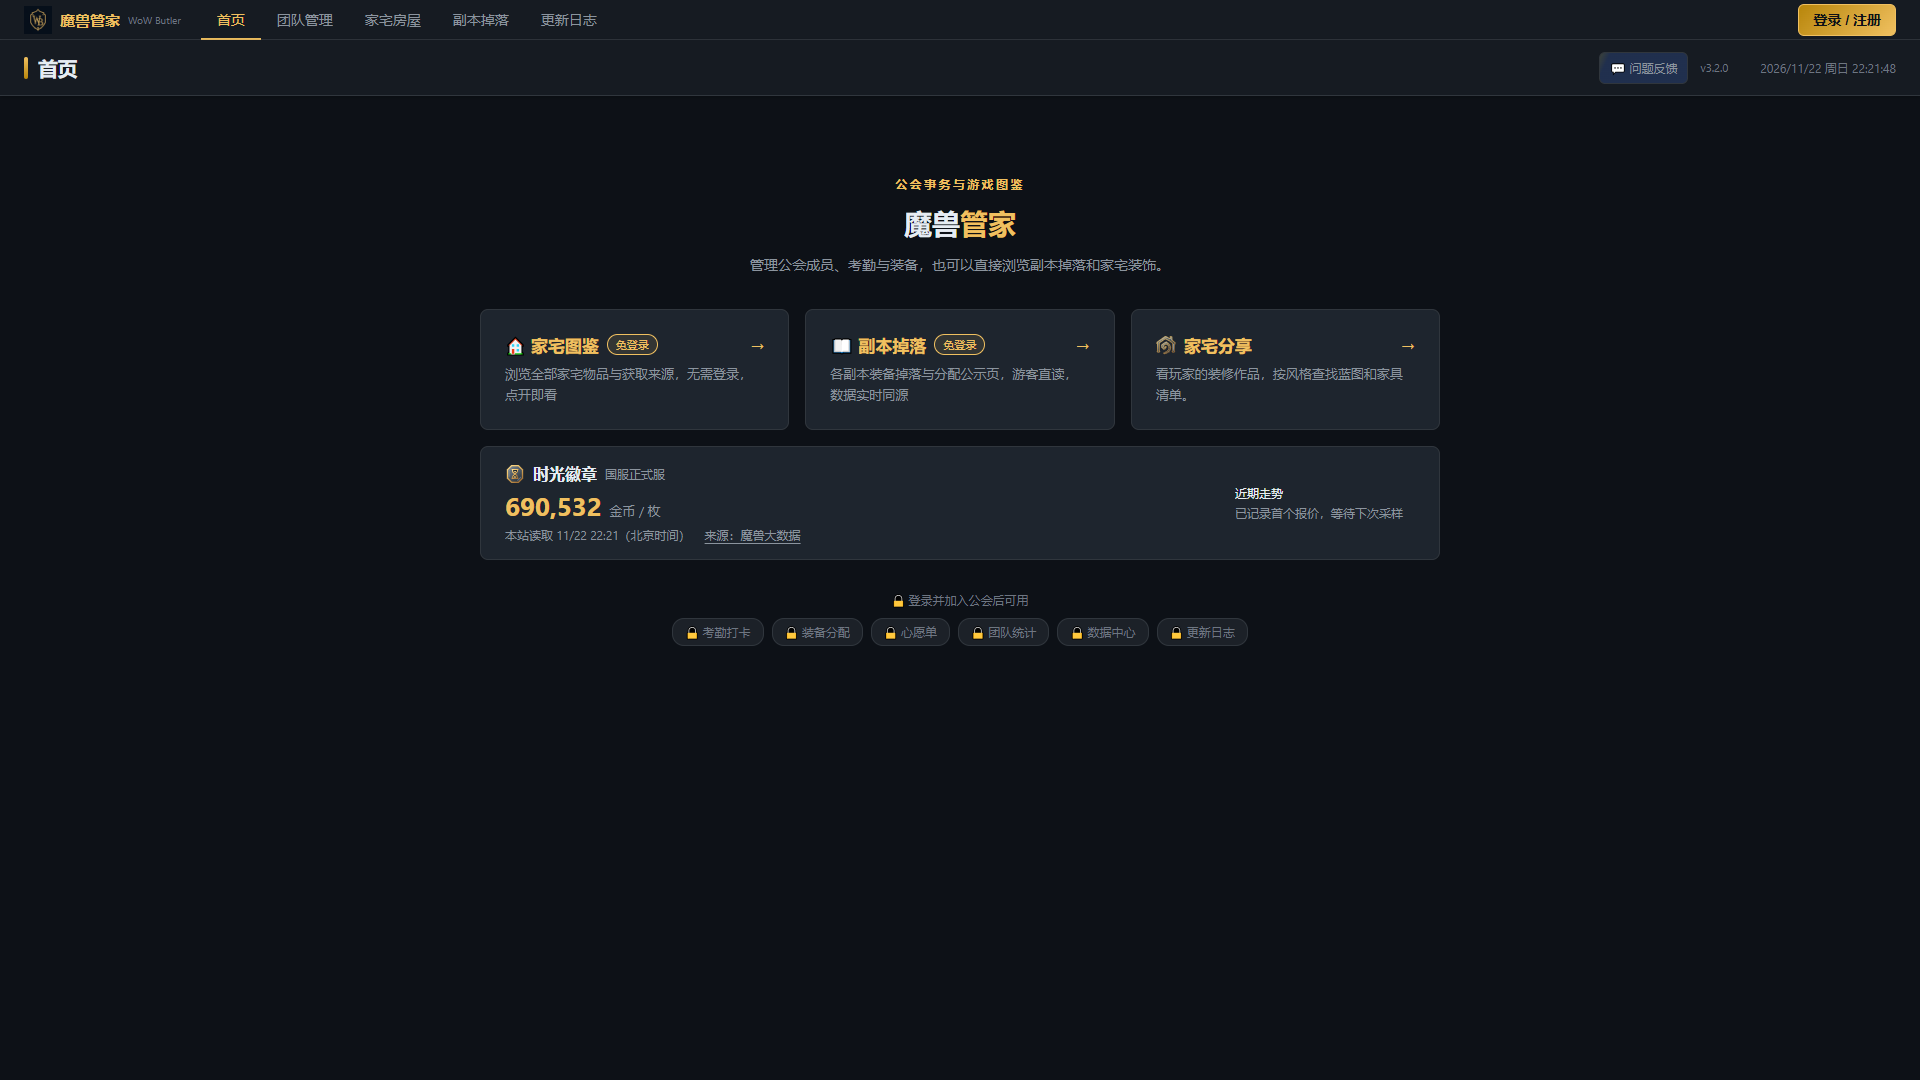 魔兽管家 WoW Butler 首页 团队管理 家宅房屋 副本掉落 更新日志 登录 / 注册
首页 问题反馈 v3.2.0 2026/11/22 周日 22:21:48
公会事务与游戏图鉴
魔兽管家
管理公会成员、考勤与装备，也可以直接浏览副本掉落和家宅装饰。
家宅图鉴 免登录 →
浏览全部家宅物品与获取来源，无需登录，
点开即看
副本掉落 免登录 →
各副本装备掉落与分配公示页，游客直读，
数据实时同源
家宅分享 →
看玩家的装修作品，按风格查找蓝图和家具
清单。
时光徽章 国服正式服
690,532 金币 / 枚
本站读取 11/22 22:21（北京时间） 来源：魔兽大数据
近期走势
已记录首个报价，等待下次采样
登录并加入公会后可用
考勤打卡 装备分配 心愿单 团队统计 数据中心 更新日志